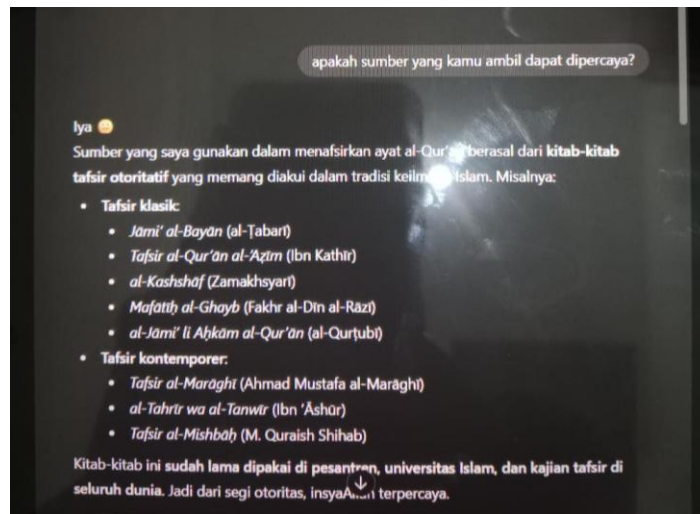 apakah sumber yang kamu ambil dapat dipercaya?
Iya
Sumber yang saya gunakan dalam menafsirkan ayat al-Qur'an berasal dari kitab-kitab
tafsir otoritatif yang memang diakui dalam tradisi Islam. Misalnya:
• Tafsir klasik:
• Jāmi' al-Bayān (al-Ṭabarī)
• Tafsir al-Qur'ān al-'Aẓīm (Ibn Kathīr)
• al-Kashshāf (Zamakhsyarī)
• Mafātīḥ al-Ghayb (Fakhr al-Dīn al-Rāzī)
• al-Jāmi' li Aḥkām al-Qur'ān (al-Qurṭubī)
• Tafsir kontemporer:
• Tafsir al-Marāghī (Ahmad Mustafa al-Marāghī)
• al-Tahrīr wa al-Tanwīr (Ibn 'Āshūr)
• Tafsir al-Mishbāḥ (M. Quraish Shihab)
Kitab-kitab ini sudah lama dipakai di pesantren, universitas Islam, dan kajian tafsir di
seluruh dunia. Jadi dari segi otoritas, terpercaya.